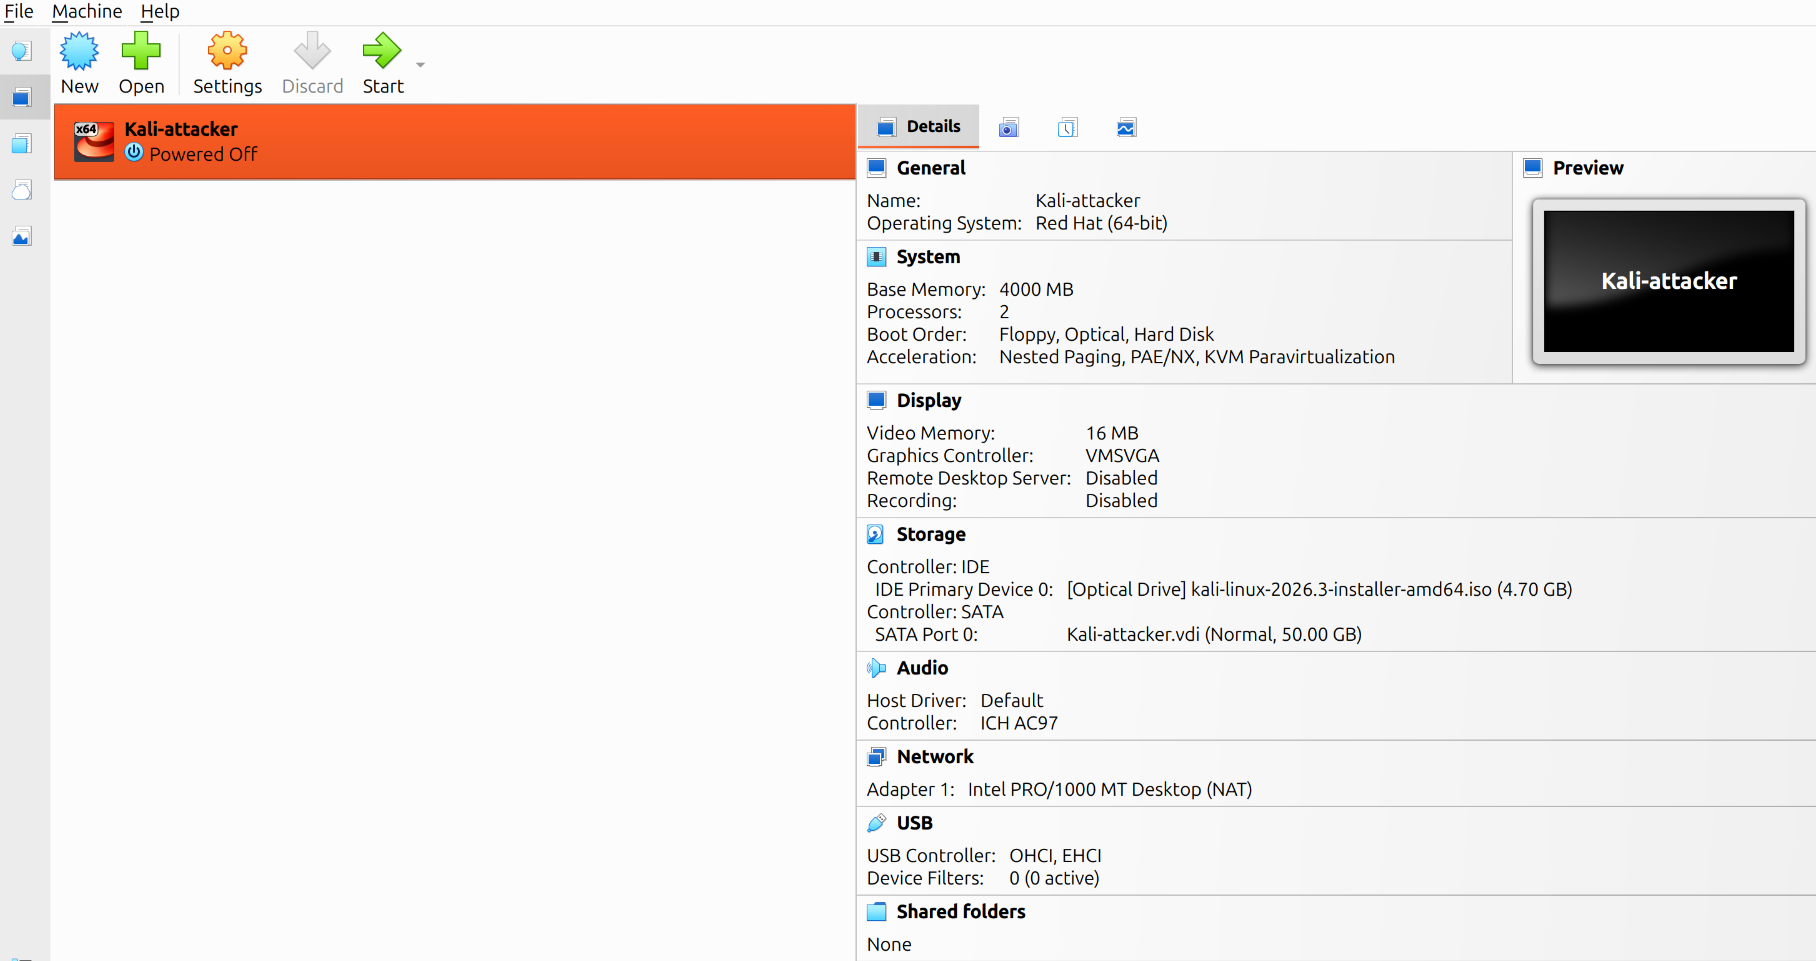 File Machine Help
New Open Settings Discard Start
x64 Kali-attacker
Powered Off
Details
General
Name: Kali-attacker
Operating System: Red Hat (64-bit)
Preview
Kali-attacker
System
Base Memory: 4000 MB
Processors: 2
Boot Order: Floppy, Optical, Hard Disk
Acceleration: Nested Paging, PAE/NX, KVM Paravirtualization
Display
Video Memory: 16 MB
Graphics Controller: VMSVGA
Remote Desktop Server: Disabled
Recording: Disabled
Storage
Controller: IDE
IDE Primary Device 0: [Optical Drive] kali-linux-2026.3-installer-amd64.iso (4.70 GB)
Controller: SATA
SATA Port 0: Kali-attacker.vdi (Normal, 50.00 GB)
Audio
Host Driver: Default
Controller: ICH AC97
Network
Adapter 1: Intel PRO/1000 MT Desktop (NAT)
USB
USB Controller: OHCI, EHCI
Device Filters: 0 (0 active)
Shared folders
None